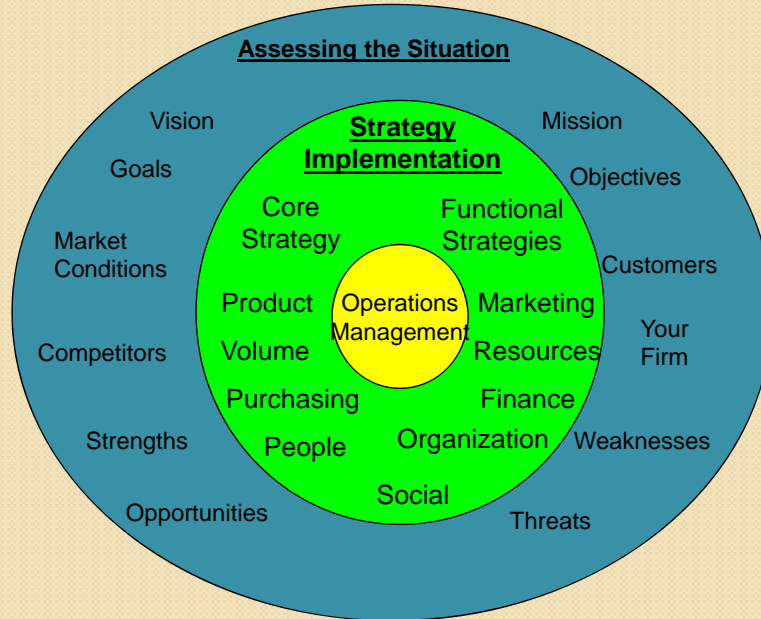 Assessing the Situation
Vision
Mission
Goals
Objectives
Strategy
Implementation
Core
Strategy
Functional
Strategies
Market
Conditions
Customers
Product
Operations
Management
Marketing
Competitors
Volume
Resources
Your
Firm
Purchasing
Finance
Strengths
People
Organization
Weaknesses
Social
Opportunities
Threats